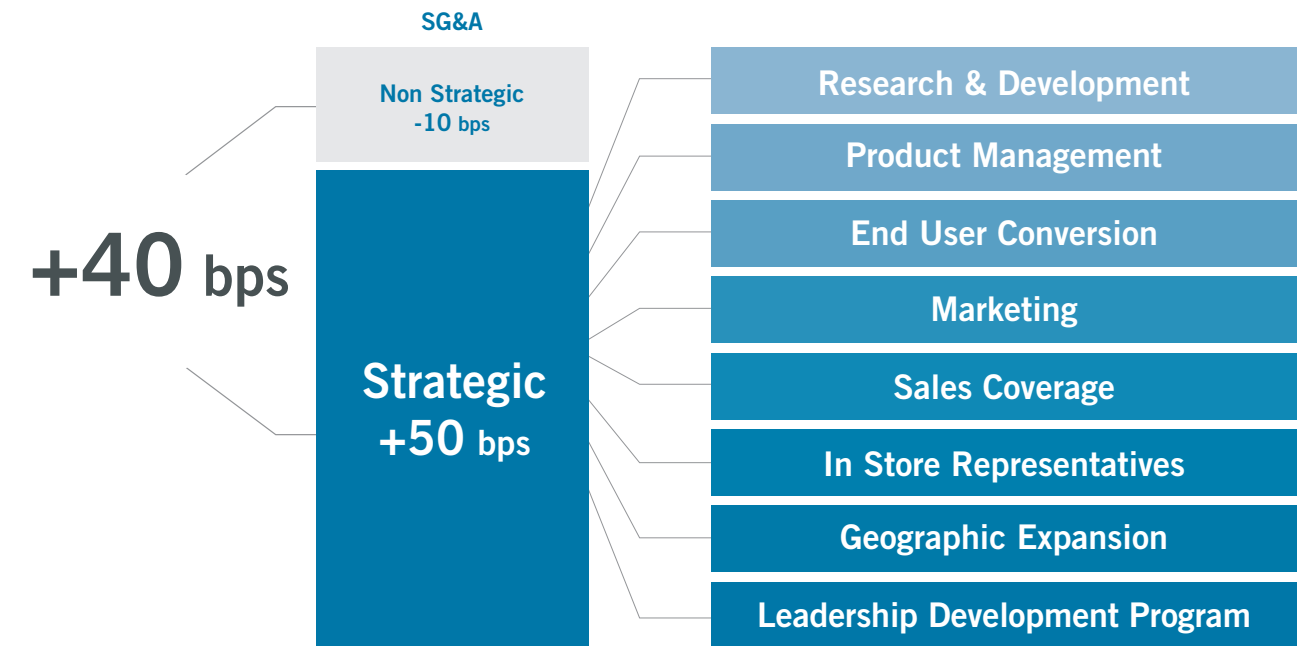 SG&A
Non Strategic
-10 bps
+40 bps
Strategic
+50 bps
Research & Development
Product Management
End User Conversion
Marketing
Sales Coverage
In Store Representatives
Geographic Expansion
Leadership Development Program